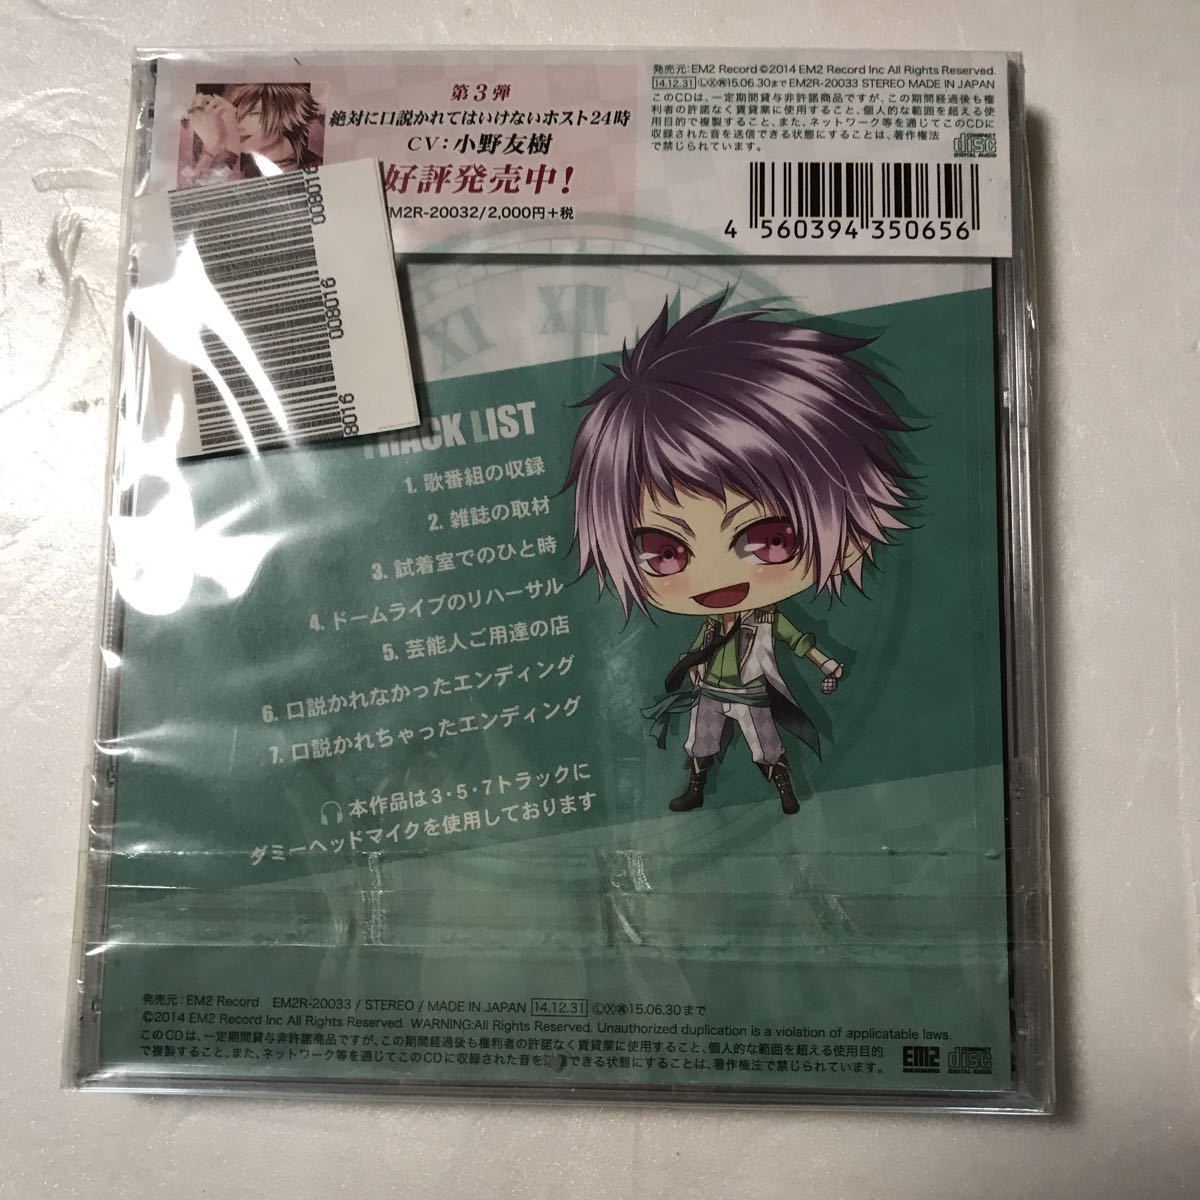 第3弾
絶対に口説かれてはいけないホスト24時
CV:小野友樹
好評発売中!
EM2R-20032/2,000円+税
発売元:EM2 Record ©2014 EM2 Record Inc All Rights Reserved.
14.12.31 Ⓛ Ⓧ 再 15.06.30まで EM2R-20033 STEREO MADE IN JAPAN
このCDは、一定期間貸与非許諾商品ですが、この期間経過後も権
利者の許諾なく賃貸業に使用すること、個人的な範囲を超える使
用目的で複製すること、また、ネットワーク等を通じてこのCDに
収録された音を送信できる状態にすることは、著作権法
で禁じられています。
COMPACT
disc
DIGITAL AUDIO
4 560394 350656
008016
008016
8016
IX XII
TRACK LIST
1. 歌番組の収録
2. 雑誌の取材
3. 試着室でのひと時
4. ドームライブのリハーサル
5. 芸能人ご用達の店
6. 口説かれなかったエンディング
7. 口説かれちゃったエンディング
本作品は3・5・7トラックに
ダミーヘッドマイクを使用しております
発売元:EM2 Record EM2R-20033 / STEREO / MADE IN JAPAN 14.12.31 Ⓛ Ⓧ 再 15.06.30まで
©2014 EM2 Record Inc All Rights Reserved. WARNING:All Rights Reserved. Unauthorized duplication is a violation of applicatable laws.
このCDは、一定期間貸与非許諾商品ですが、この期間経過後も権利者の許諾なく賃貸業に使用すること、個人的な範囲を超える使用目的
で複製すること、また、ネットワーク等を通じてこのCDに収録された音を送信できる状態にすることは、著作権法で禁じられています。
EM2
COMPACT
disc
DIGITAL AUDIO